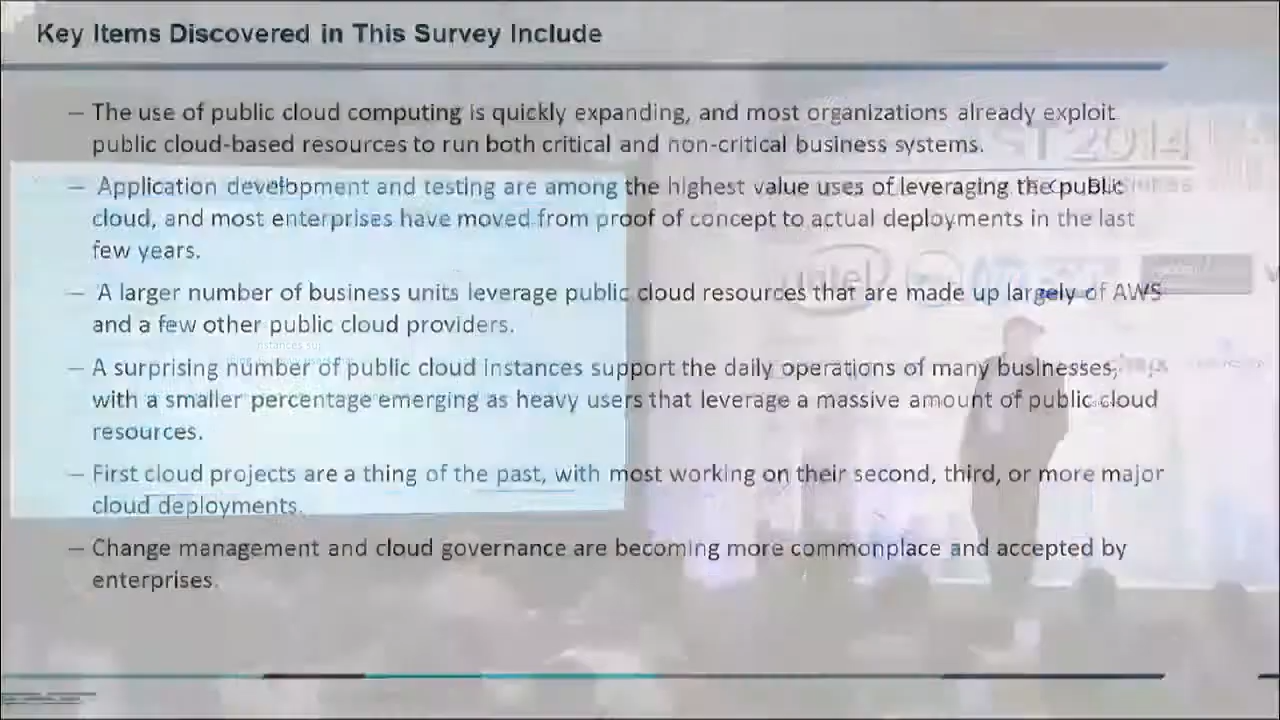 Key Items Discovered in This Survey Include
– The use of public cloud computing is quickly expanding, and most organizations already exploit
public cloud-based resources to run both critical and non-critical business systems.
– Application development and testing are among the highest value uses of leveraging the public
cloud, and most enterprises have moved from proof of concept to actual deployments in the last
few years.
– A larger number of business units leverage public cloud resources that are made up largely of AWS
and a few other public cloud providers.
– A surprising number of public cloud instances support the daily operations of many businesses,
with a smaller percentage emerging as heavy users that leverage a massive amount of public cloud
resources.
– First cloud projects are a thing of the past, with most working on their second, third, or more major
cloud deployments.
– Change management and cloud governance are becoming more commonplace and accepted by
enterprises.
ST 2014
intel
instances sup